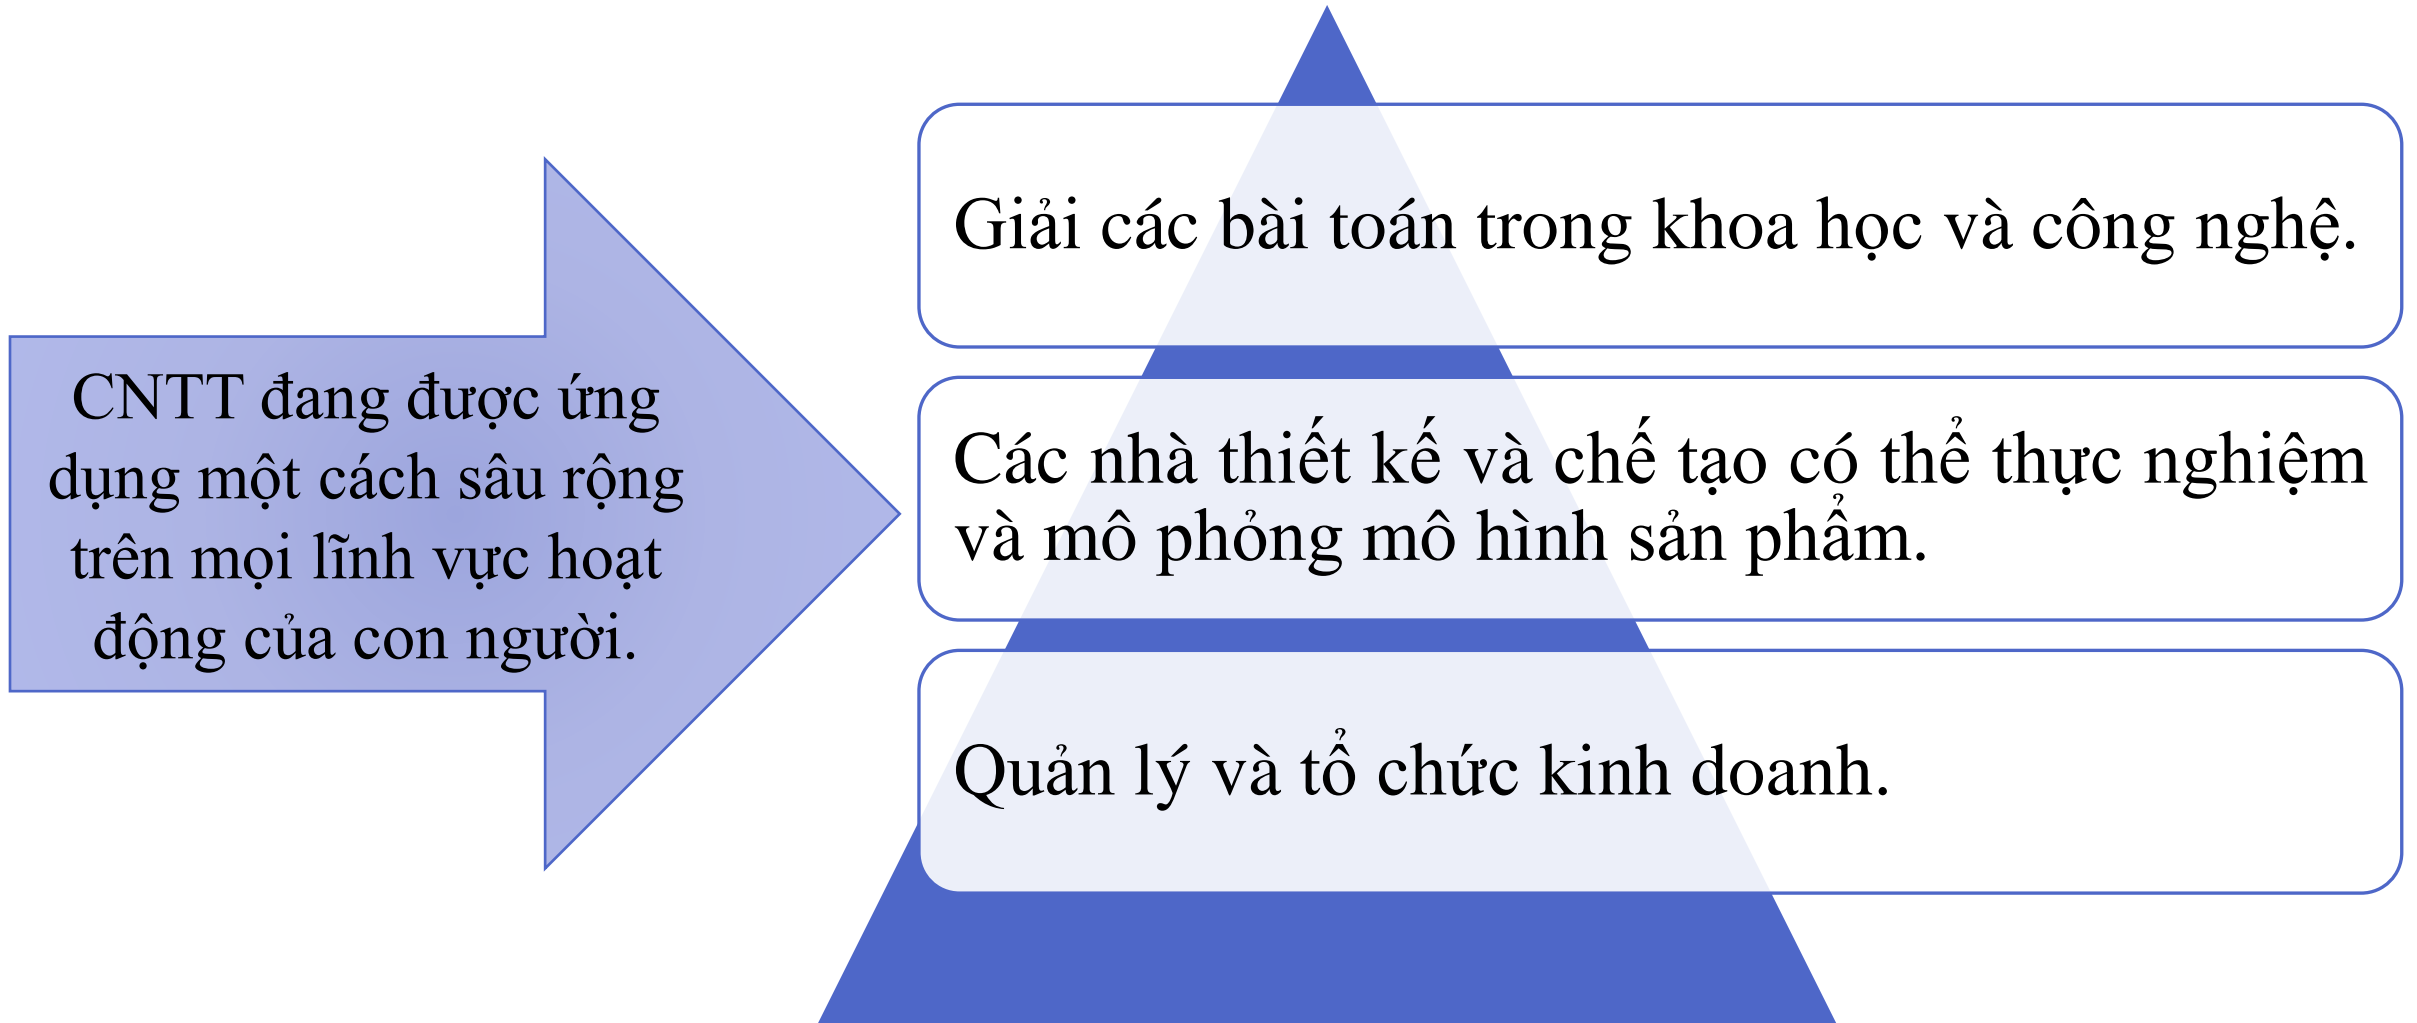 CNTT đang được ứng
dụng một cách sâu rộng
trên mọi lĩnh vực hoạt
động của con người.
Giải các bài toán trong khoa học và công nghệ.
Các nhà thiết kế và chế tạo có thể thực nghiệm
và mô phỏng mô hình sản phẩm.
Quản lý và tổ chức kinh doanh.